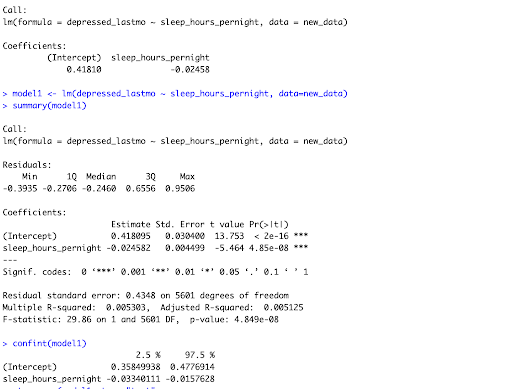 Call:
lm(formula = depressed_lastmo ~ sleep_hours_pernight, data = new_data)
Coefficients:
(Intercept) sleep_hours_pernight
0.41810 -0.02458
> model1 <- lm(depressed_lastmo ~ sleep_hours_pernight, data=new_data)
> summary(model1)
Call:
lm(formula = depressed_lastmo ~ sleep_hours_pernight, data = new_data)
Residuals:
Min 1Q Median 3Q Max
-0.3935 -0.2706 -0.2460 0.6556 0.9506
Coefficients:
Estimate Std. Error t value Pr(>|t|)
(Intercept) 0.418095 0.030400 13.753 < 2e-16 ***
sleep_hours_pernight -0.024582 0.004499 -5.464 4.85e-08 ***
---
Signif. codes: 0 ‘***’ 0.001 ‘**’ 0.01 ‘*’ 0.05 ‘.’ 0.1 ‘ ’ 1
Residual standard error: 0.4348 on 5601 degrees of freedom
Multiple R-squared: 0.005303, Adjusted R-squared: 0.005125
F-statistic: 29.86 on 1 and 5601 DF, p-value: 4.849e-08
> confint(model1)
2.5 % 97.5 %
(Intercept) 0.35849938 0.4776914
sleep_hours_pernight -0.03340111 -0.0157628